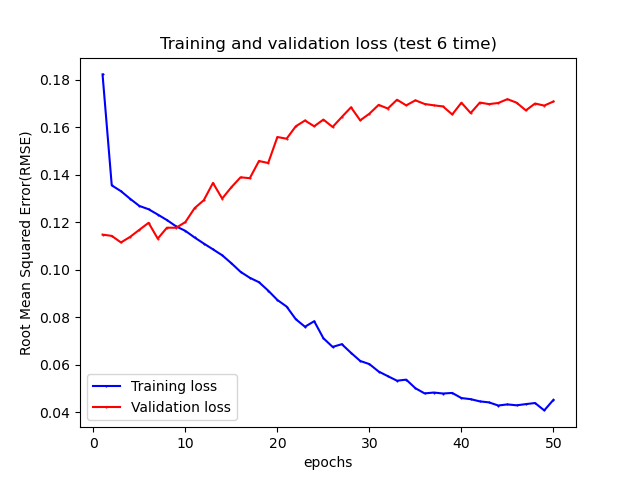 Training and validation loss (test 6 time)
Root Mean Squared Error(RMSE)
0.18
0.16
0.14
0.12
0.10
0.08
0.06
0.04
Training loss
Validation loss
0 10 20 30 40 50
epochs